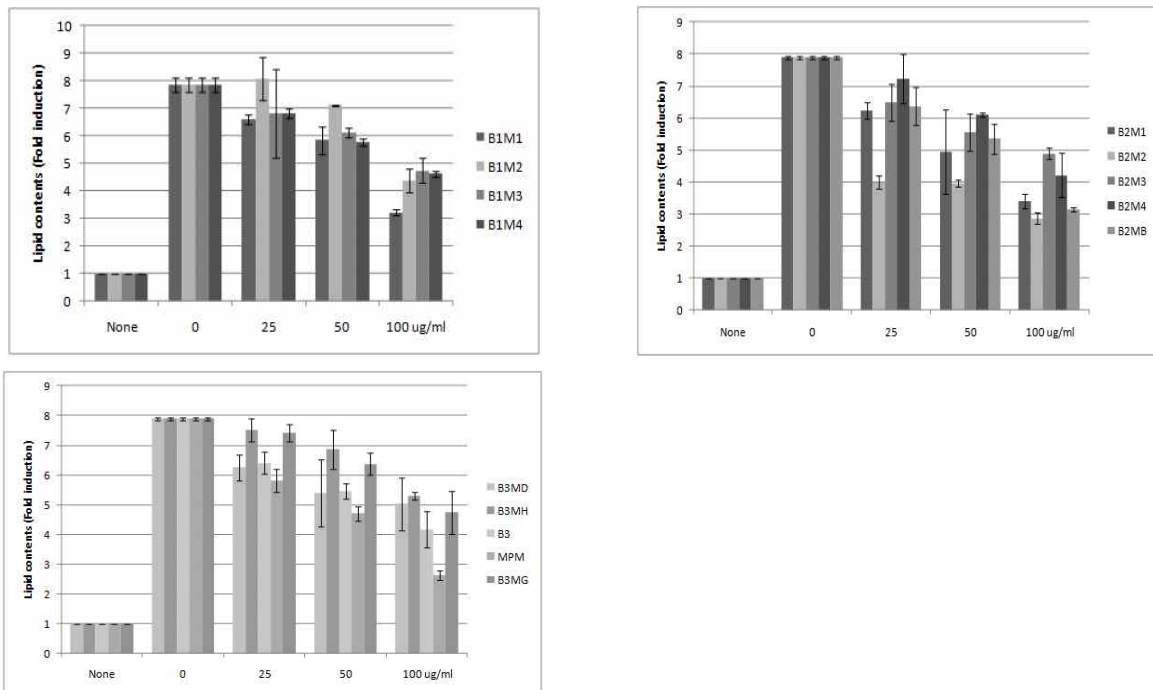 10
9
8
7
6
5
4
3
2
1
0
Lipid contents (Fold induction)
None 0 25 50 100 ug/ml
B1M1
B1M2
B1M3
B1M4
9
8
7
6
5
4
3
2
1
0
Lipid contents (Fold induction)
None 0 25 50 100 ug/ml
B2M1
B2M2
B2M3
B2M4
B2MB
9
8
7
6
5
4
3
2
1
0
Lipid contents (Fold induction)
None 0 25 50 100 ug/ml
B3MD
B3MH
B3
MPM
B3MG